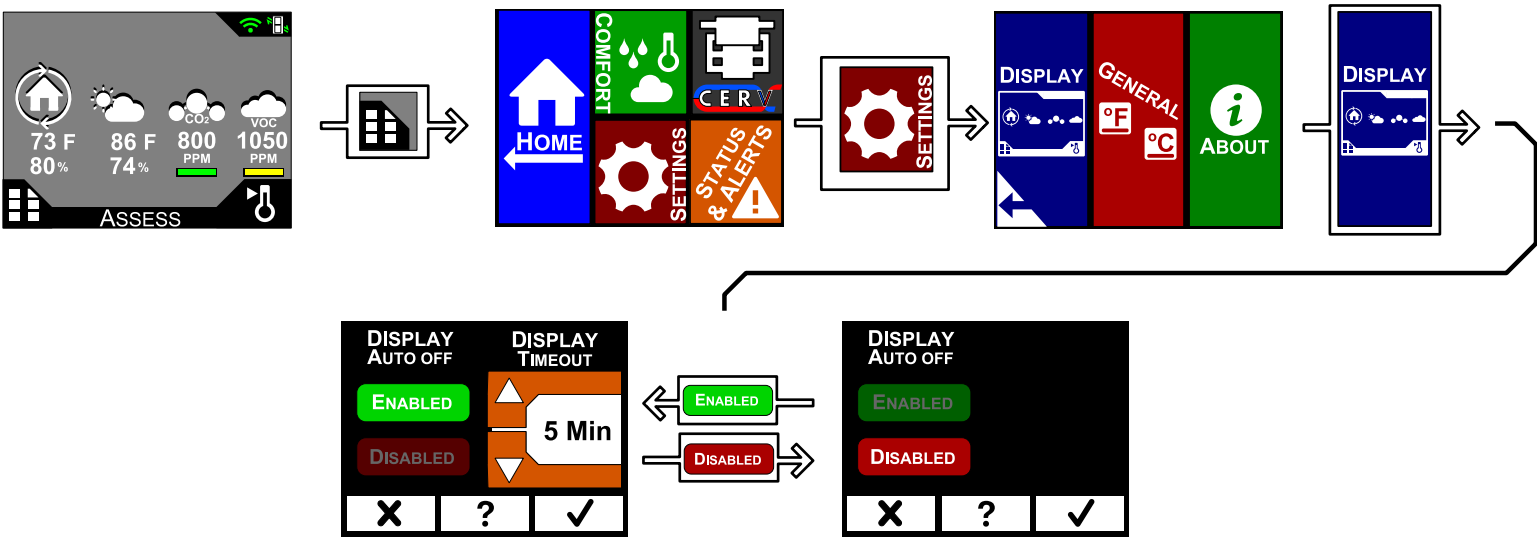 73 F
80%
86 F
74%
CO2
800
PPM
VOC
1050
PPM
ASSESS
HOME
COMFORT
CERV
SETTINGS
STATUS
& ALERTS
SETTINGS
DISPLAY
GENERAL
°F
°C
i
ABOUT
DISPLAY
DISPLAY
AUTO OFF
ENABLED
DISABLED
DISPLAY
TIMEOUT
5 Min
?
ENABLED
DISABLED
DISPLAY
AUTO OFF
ENABLED
DISABLED
?